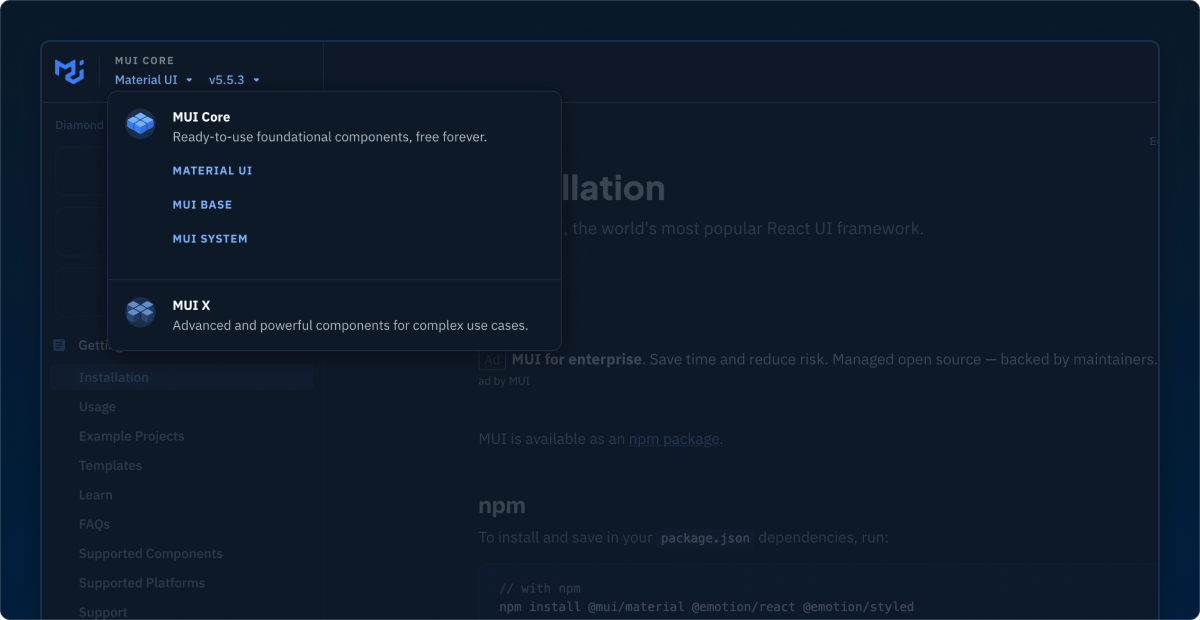 MUI CORE
Material UI v5.5.3
MUI Core
Ready-to-use foundational components, free forever.
MATERIAL UI
MUI BASE
MUI SYSTEM
MUI X
Advanced and powerful components for complex use cases.
Diamond
Installation
Usage
Example Projects
Templates
Learn
FAQs
Supported Components
Supported Platforms
Support
llation
, the world's most popular React UI framework.
Ad MUI for enterprise. Save time and reduce risk. Managed open source — backed by maintainers.
ad by MUI
MUI is available as an npm package.
npm
To install and save in your package.json dependencies, run:
// with npm
npm install @mui/material @emotion/react @emotion/styled